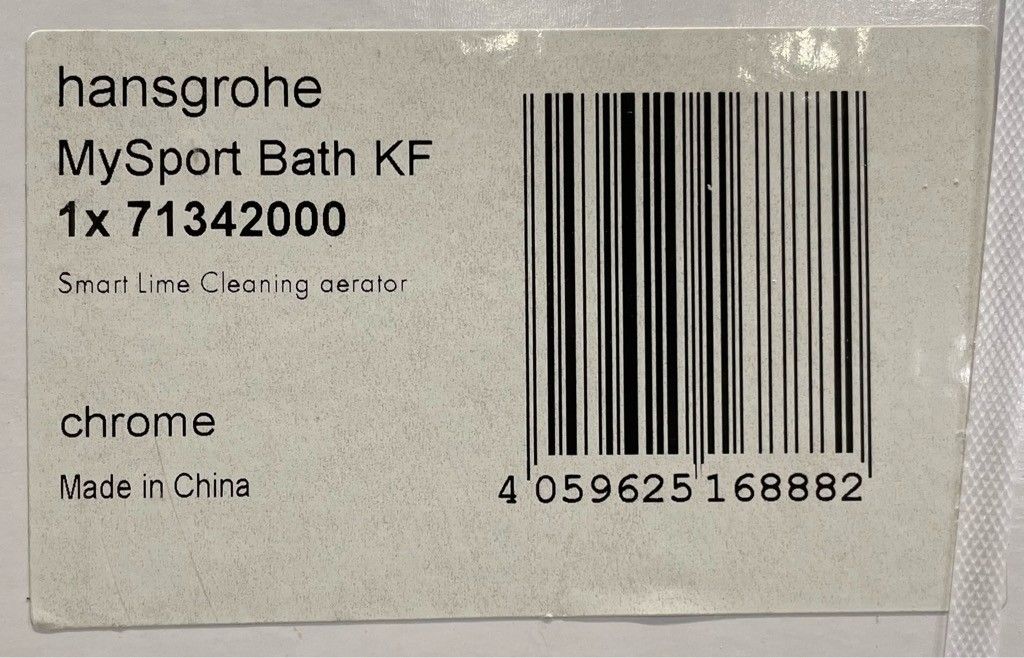 hansgrohe
MySport Bath KF
1x 71342000
Smart Lime Cleaning aerator
chrome
Made in China
4 059625 168882